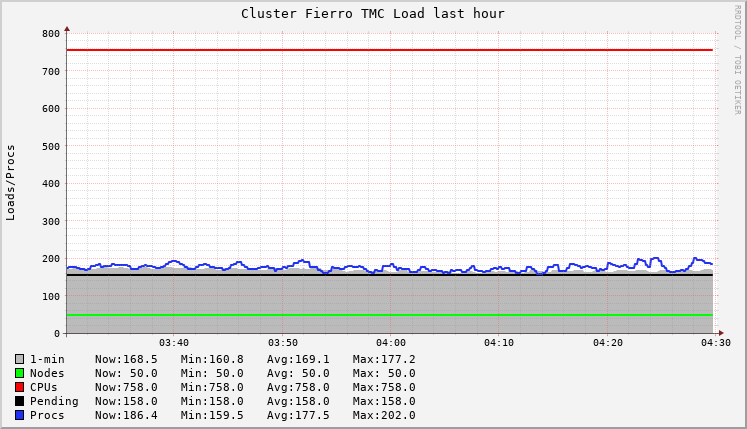 Cluster Fierro TMC Load last hour
RRDTOOL / TOBI OETIKER
Loads/Procs
800
700
600
500
400
300
200
100
0
03:40 03:50 04:00 04:10 04:20 04:30
1-min Now:168.5 Min:160.8 Avg:169.1 Max:177.2
Nodes Now: 50.0 Min: 50.0 Avg: 50.0 Max: 50.0
CPUs Now:758.0 Min:758.0 Avg:758.0 Max:758.0
Pending Now:158.0 Min:158.0 Avg:158.0 Max:158.0
Procs Now:186.4 Min:159.5 Avg:177.5 Max:202.0